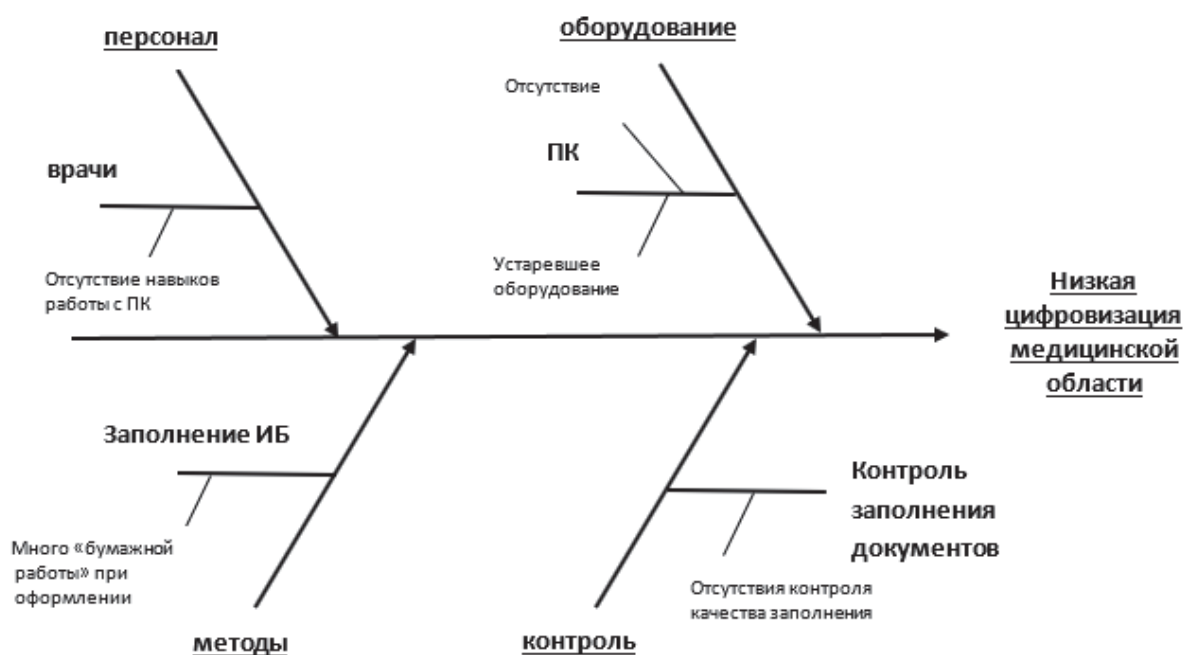 персонал
оборудование
Отсутствие
ПК
врачи
Отсутствие навыков
работы с ПК
Устаревшее
оборудование
Низкая
цифровизация
медицинской
области
Заполнение ИБ
Контроль
заполнения
документов
Много «бумажной
работы» при
оформлении
Отсутствия контроля
качества заполнения
методы
контроль